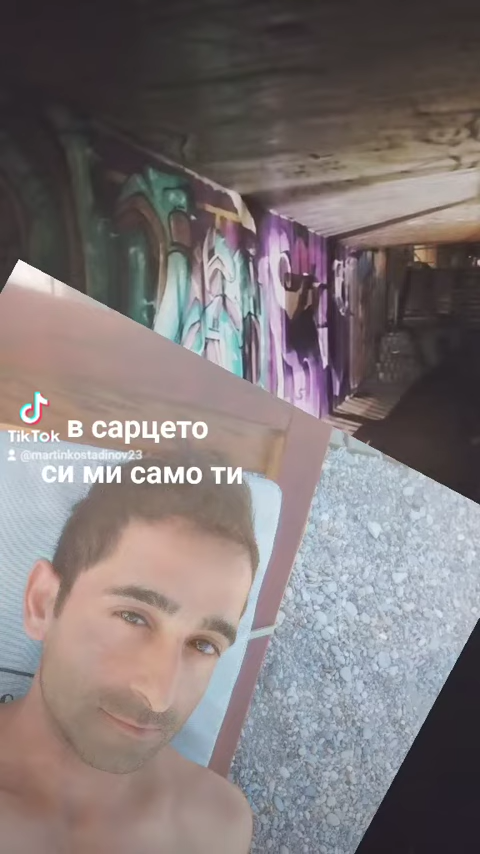 в сарцето
TikTok
@martinkostadinov23
си ми само ти